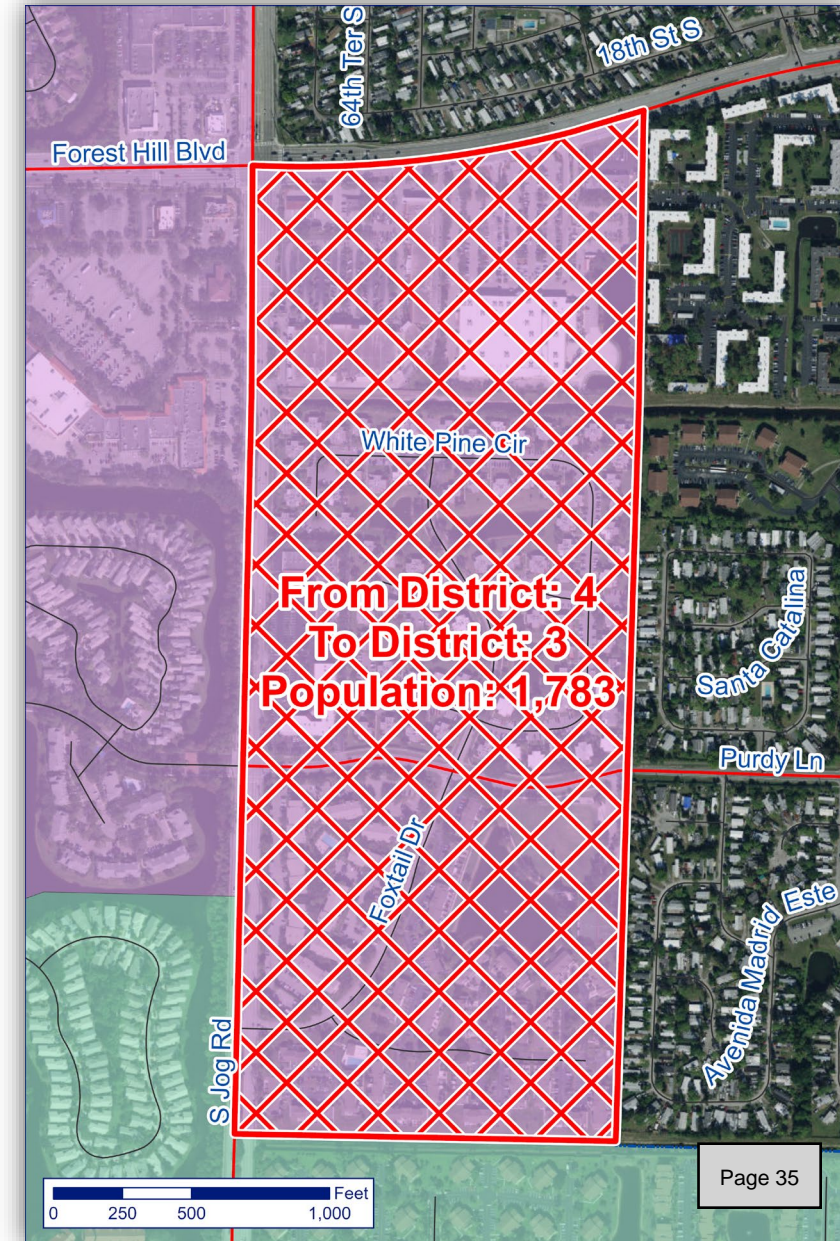 64th Ter S
18th St S
Forest Hill Blvd
White Pine Cir
From District: 4
To District: 3
Population: 1,783
Santa Catalina
Purdy Ln
Foxtail Dr
Avenida Madrid Este
S Jog Rd
Page 35
Feet
0 250 500 1,000